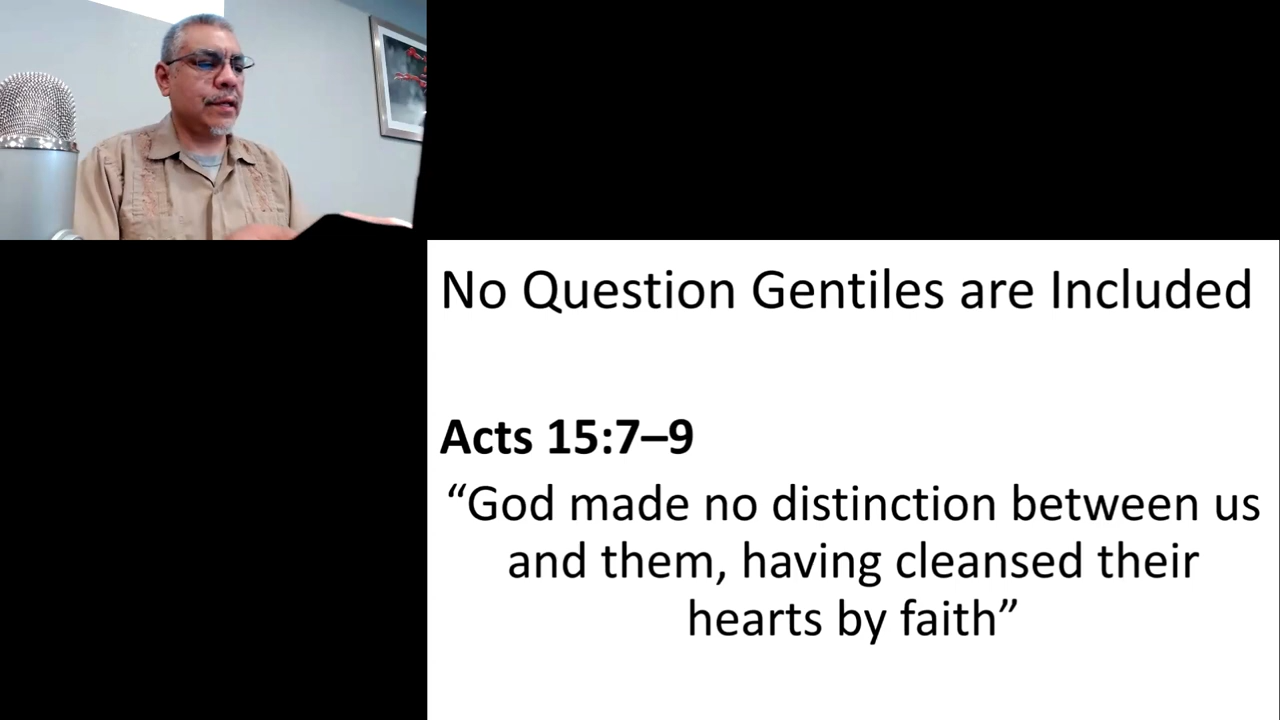 No Question Gentiles are Included
Acts 15:7–9
“God made no distinction between us
and them, having cleansed their
hearts by faith”